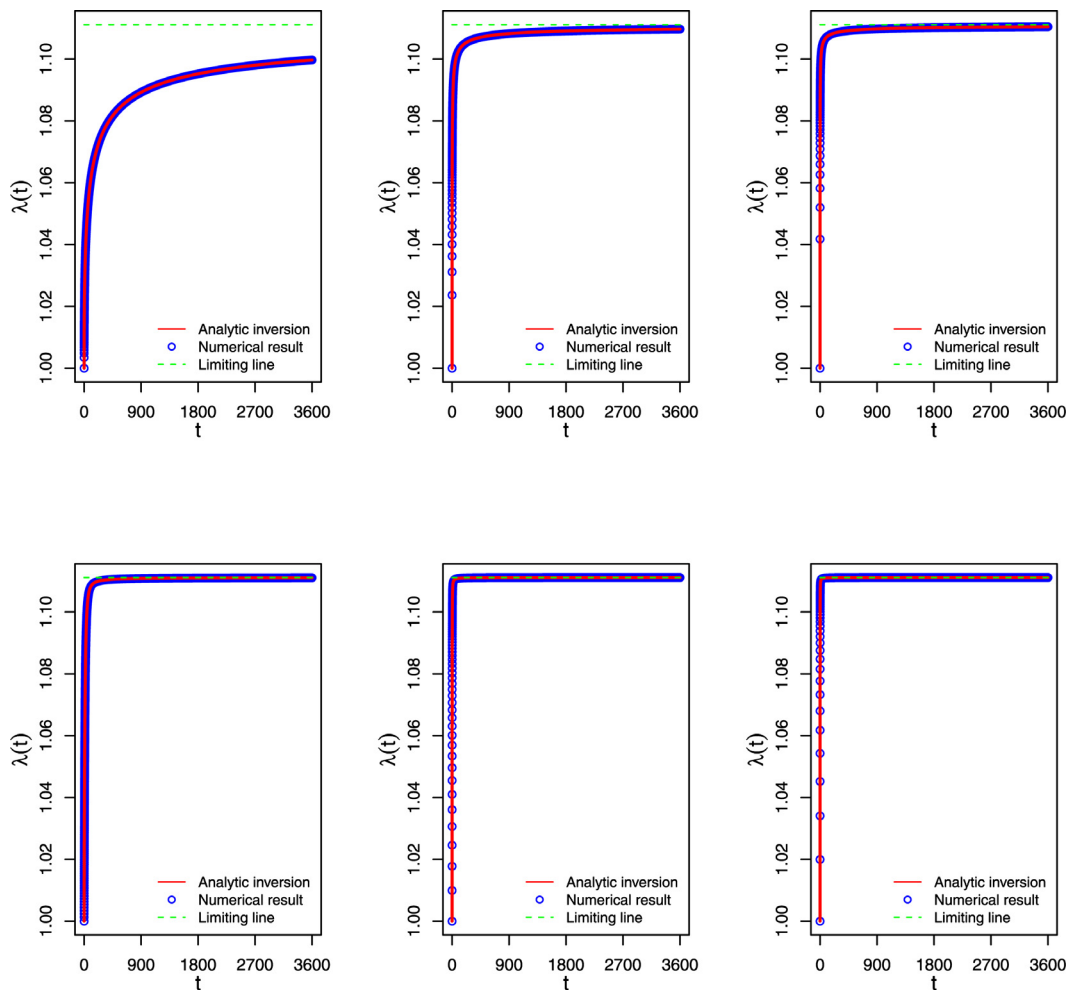 λ(t)
1.00 1.02 1.04 1.06 1.08 1.10
Analytic inversion
Numerical result
Limiting line
0 900 1800 2700 3600
t
λ(t)
1.00 1.02 1.04 1.06 1.08 1.10
Analytic inversion
Numerical result
Limiting line
0 900 1800 2700 3600
t
λ(t)
1.00 1.02 1.04 1.06 1.08 1.10
Analytic inversion
Numerical result
Limiting line
0 900 1800 2700 3600
t
λ(t)
1.00 1.02 1.04 1.06 1.08 1.10
Analytic inversion
Numerical result
Limiting line
0 900 1800 2700 3600
t
λ(t)
1.00 1.02 1.04 1.06 1.08 1.10
Analytic inversion
Numerical result
Limiting line
0 900 1800 2700 3600
t
λ(t)
1.00 1.02 1.04 1.06 1.08 1.10
Analytic inversion
Numerical result
Limiting line
0 900 1800 2700 3600
t